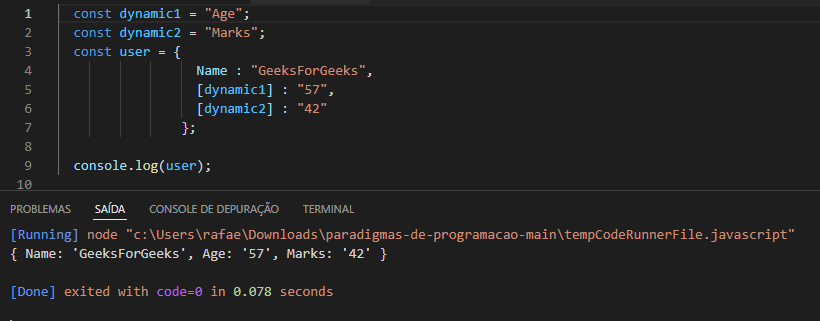 1 const dynamic1 = "Age";
2 const dynamic2 = "Marks";
3 const user = {
4 Name : "GeeksForGeeks",
5 [dynamic1] : "57",
6 [dynamic2] : "42"
7 };
8
9 console.log(user);
10
PROBLEMAS SAÍDA CONSOLE DE DEPURAÇÃO TERMINAL
[Running] node "c:\Users\rafae\Downloads\paradigmas-de-programacao-main\tempCodeRunnerFile.javascript"
{ Name: 'GeeksForGeeks', Age: '57', Marks: '42' }
[Done] exited with code=0 in 0.078 seconds